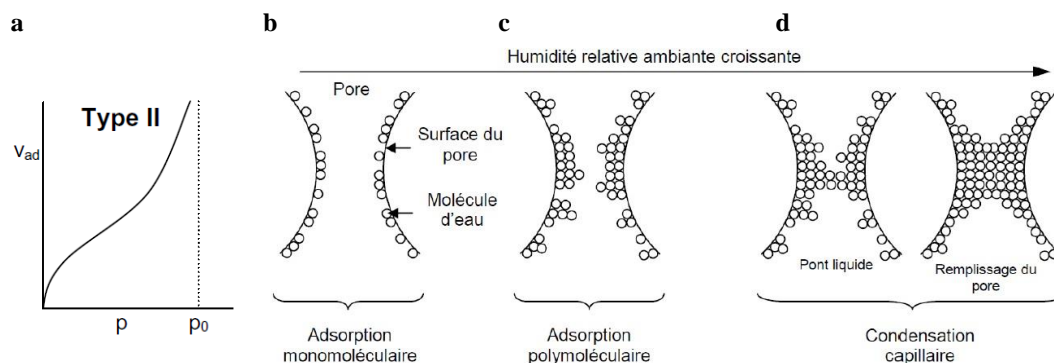 a
b
c
d
Humidité relative ambiante croissante
Type II
v_ad
p
p₀
Pore
Surface du
pore
Molécule
d'eau
Pont liquide
Remplissage du
pore
Adsorption
monomoléculaire
Adsorption
polymoléculaire
Condensation
capillaire